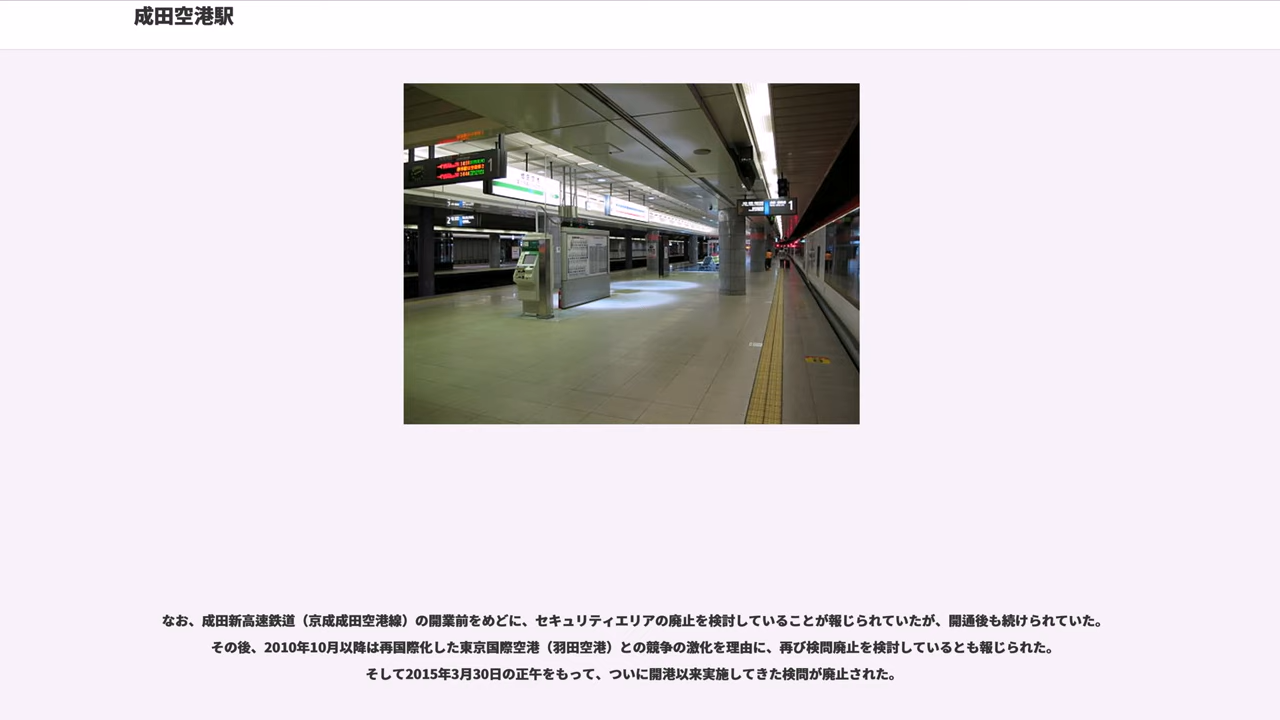 成田空港駅
1
1
なお、成田新高速鉄道（京成成田空港線）の開業前をめどに、セキュリティエリアの廃止を検討していることが報じられていたが、開通後も続けられていた。
その後、2010年10月以降は再国際化した東京国際空港（羽田空港）との競争の激化を理由に、再び検問廃止を検討しているとも報じられた。
そして2015年3月30日の正午をもって、ついに開港以来実施してきた検問が廃止された。